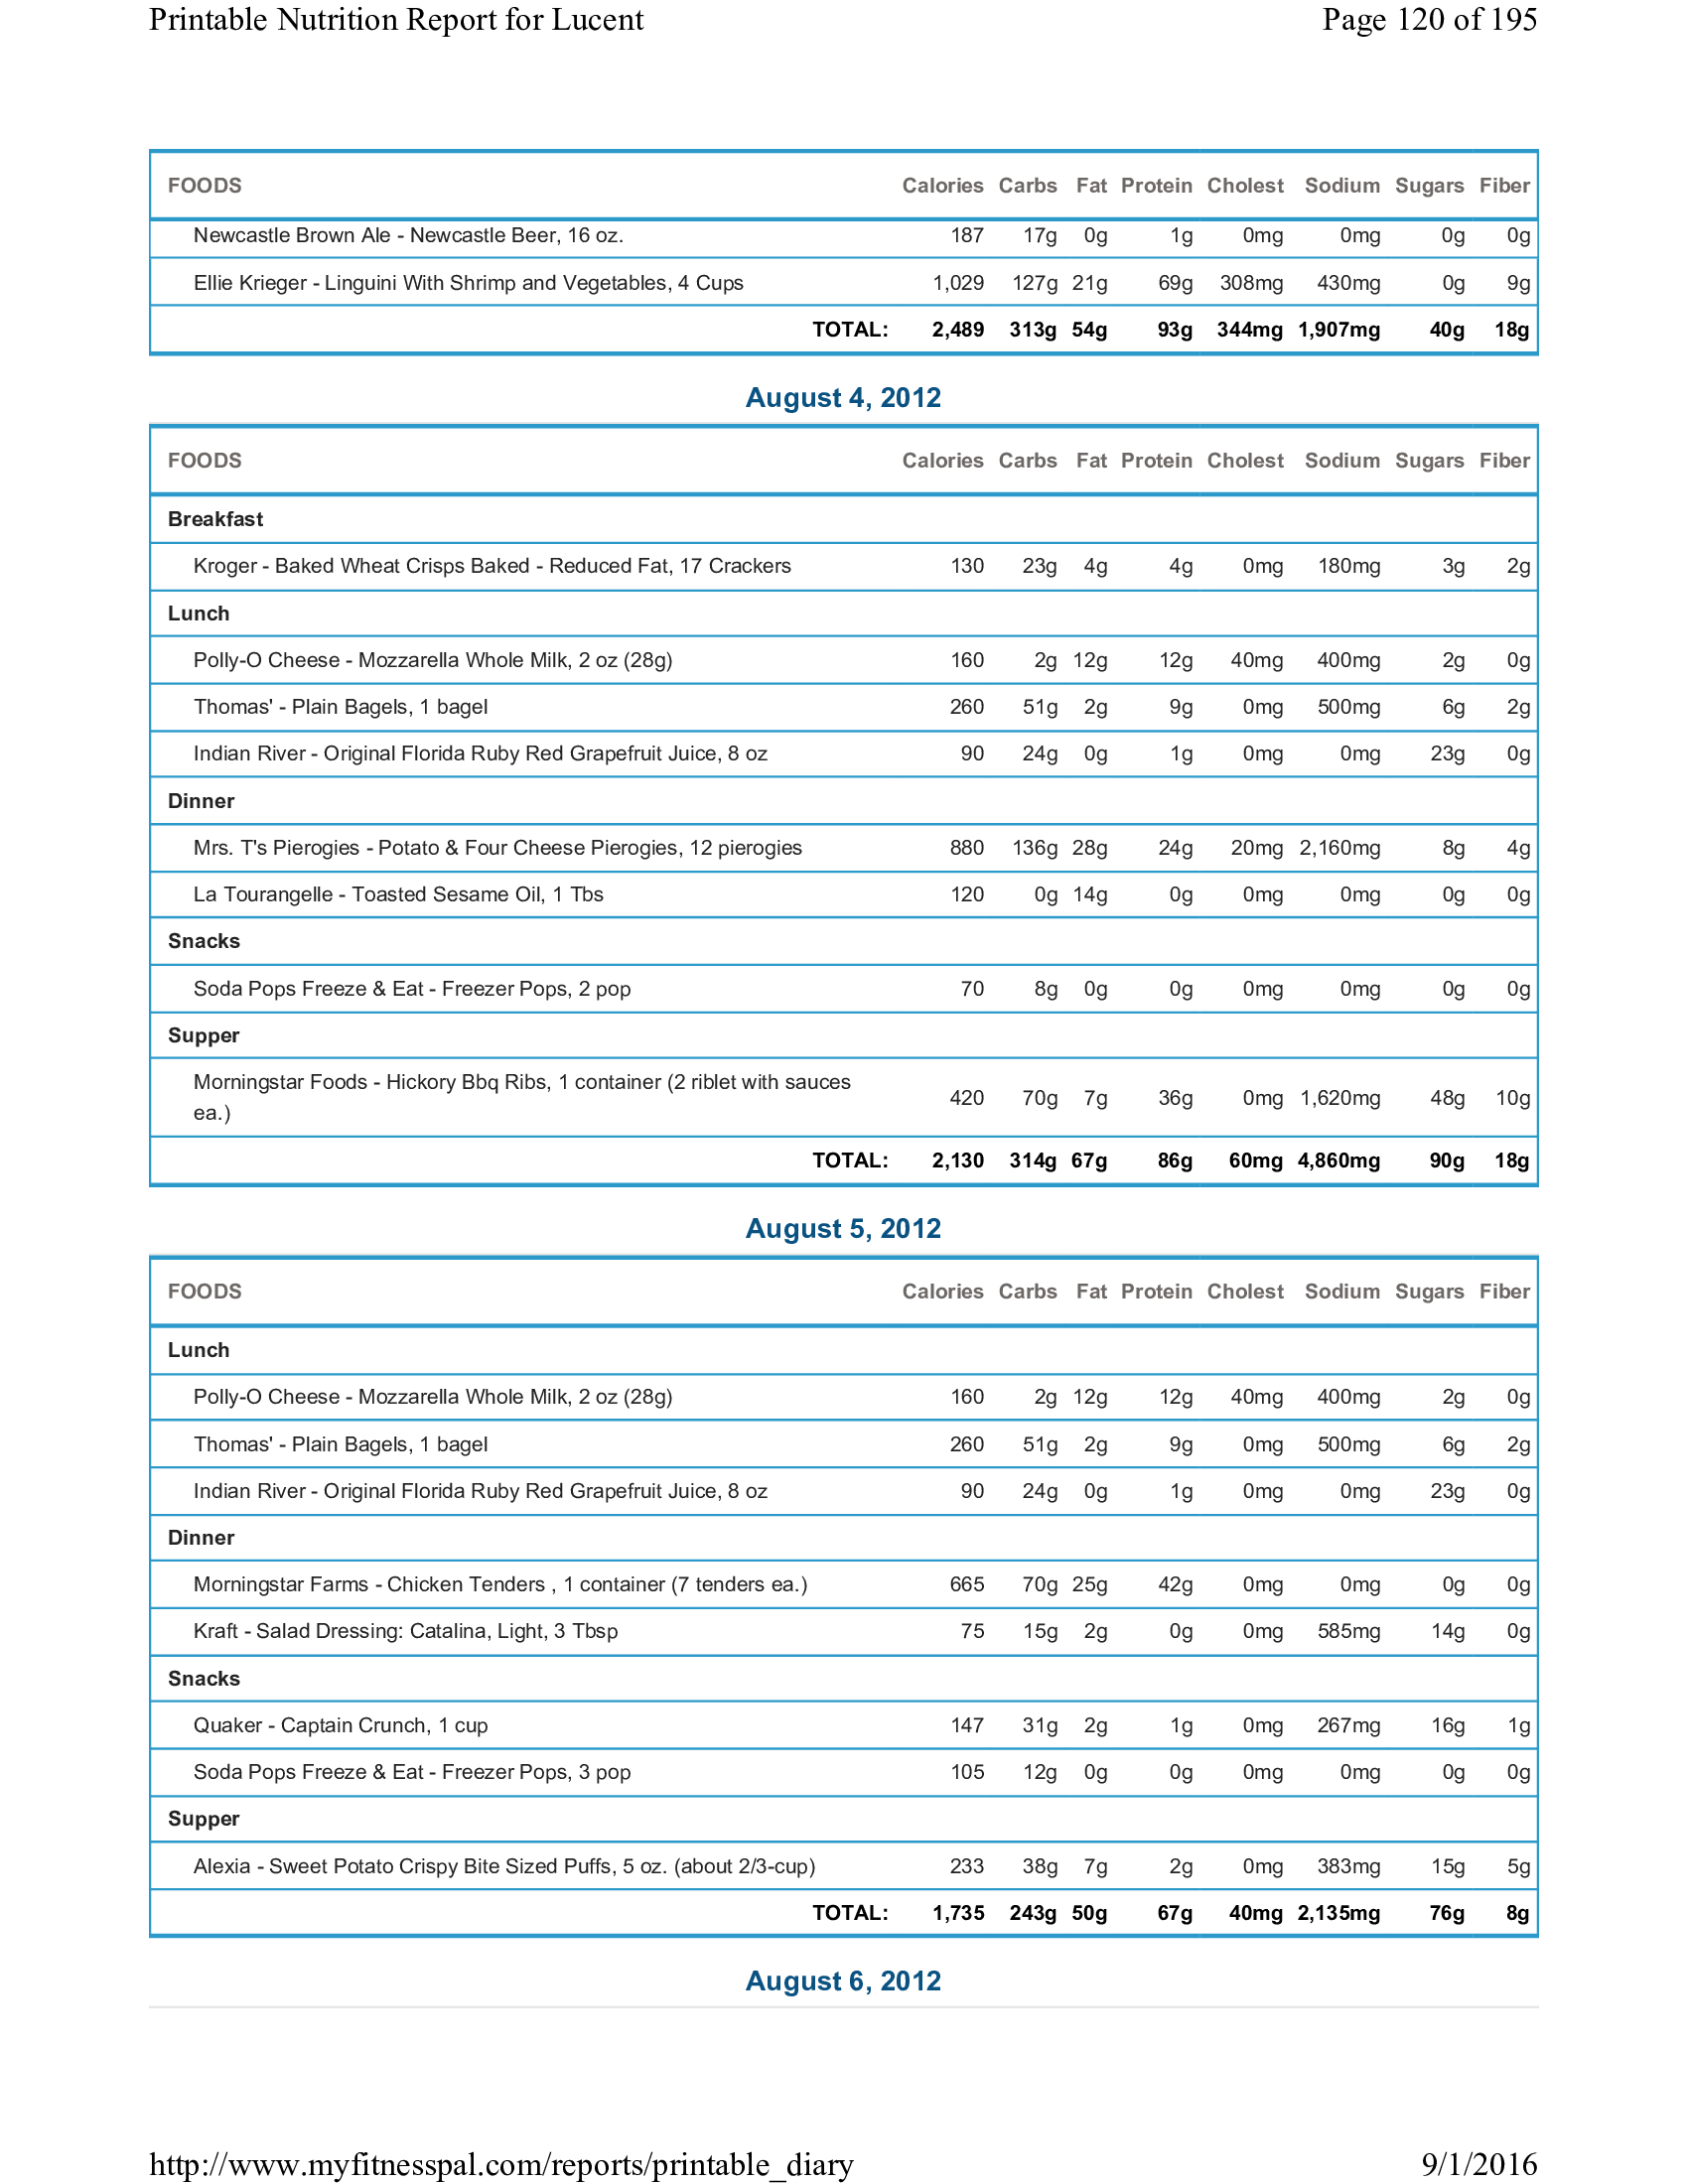 Printable Nutrition Report for Lucent Page 120 of 195
FOODS Calories Carbs Fat Protein Cholest Sodium Sugars Fiber
Newcastle Brown Ale - Newcastle Beer, 16 oz. 187 17g 0g 1g 0mg 0mg 0g 0g
Ellie Krieger - Linguini With Shrimp and Vegetables, 4 Cups 1,029 127g 21g 69g 308mg 430mg 0g 9g
TOTAL: 2,489 313g 54g 93g 344mg 1,907mg 40g 18g
August 4, 2012
FOODS Calories Carbs Fat Protein Cholest Sodium Sugars Fiber
Breakfast
Kroger - Baked Wheat Crisps Baked - Reduced Fat, 17 Crackers 130 23g 4g 4g 0mg 180mg 3g 2g
Lunch
Polly-O Cheese - Mozzarella Whole Milk, 2 oz (28g) 160 2g 12g 12g 40mg 400mg 2g 0g
Thomas' - Plain Bagels, 1 bagel 260 51g 2g 9g 0mg 500mg 6g 2g
Indian River - Original Florida Ruby Red Grapefruit Juice, 8 oz 90 24g 0g 1g 0mg 0mg 23g 0g
Dinner
Mrs. T's Pierogies - Potato & Four Cheese Pierogies, 12 pierogies 880 136g 28g 24g 20mg 2,160mg 8g 4g
La Tourangelle - Toasted Sesame Oil, 1 Tbs 120 0g 14g 0g 0mg 0mg 0g 0g
Snacks
Soda Pops Freeze & Eat - Freezer Pops, 2 pop 70 8g 0g 0g 0mg 0mg 0g 0g
Supper
Morningstar Foods - Hickory Bbq Ribs, 1 container (2 riblet with sauces
ea.) 420 70g 7g 36g 0mg 1,620mg 48g 10g
TOTAL: 2,130 314g 67g 86g 60mg 4,860mg 90g 18g
August 5, 2012
FOODS Calories Carbs Fat Protein Cholest Sodium Sugars Fiber
Lunch
Polly-O Cheese - Mozzarella Whole Milk, 2 oz (28g) 160 2g 12g 12g 40mg 400mg 2g 0g
Thomas' - Plain Bagels, 1 bagel 260 51g 2g 9g 0mg 500mg 6g 2g
Indian River - Original Florida Ruby Red Grapefruit Juice, 8 oz 90 24g 0g 1g 0mg 0mg 23g 0g
Dinner
Morningstar Farms - Chicken Tenders , 1 container (7 tenders ea.) 665 70g 25g 42g 0mg 0mg 0g 0g
Kraft - Salad Dressing: Catalina, Light, 3 Tbsp 75 15g 2g 0g 0mg 585mg 14g 0g
Snacks
Quaker - Captain Crunch, 1 cup 147 31g 2g 1g 0mg 267mg 16g 1g
Soda Pops Freeze & Eat - Freezer Pops, 3 pop 105 12g 0g 0g 0mg 0mg 0g 0g
Supper
Alexia - Sweet Potato Crispy Bite Sized Puffs, 5 oz. (about 2/3-cup) 233 38g 7g 2g 0mg 383mg 15g 5g
TOTAL: 1,735 243g 50g 67g 40mg 2,135mg 76g 8g
August 6, 2012
http://www.myfitnesspal.com/reports/printable_diary 9/1/2016